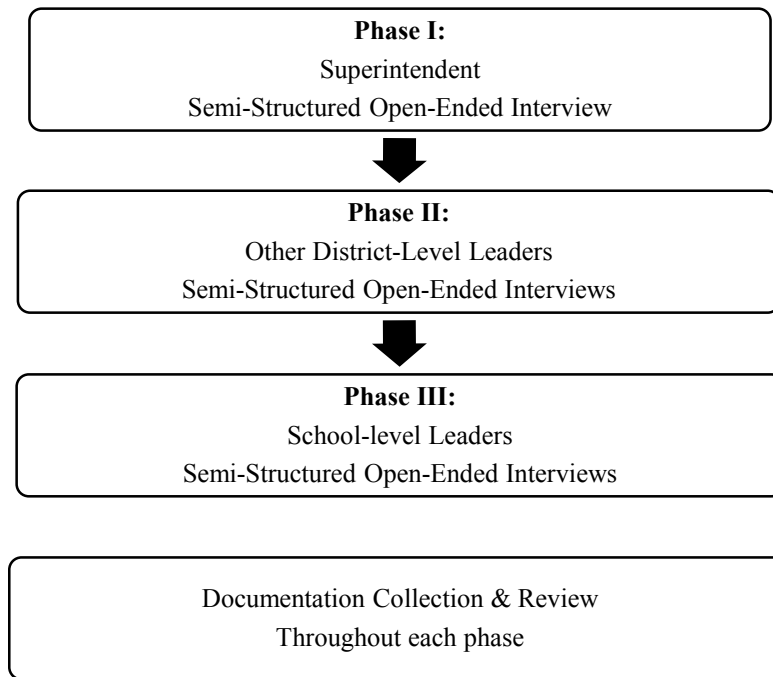 Phase I:
Superintendent
Semi-Structured Open-Ended Interview
Phase II:
Other District-Level Leaders
Semi-Structured Open-Ended Interviews
Phase III:
School-level Leaders
Semi-Structured Open-Ended Interviews
Documentation Collection & Review
Throughout each phase